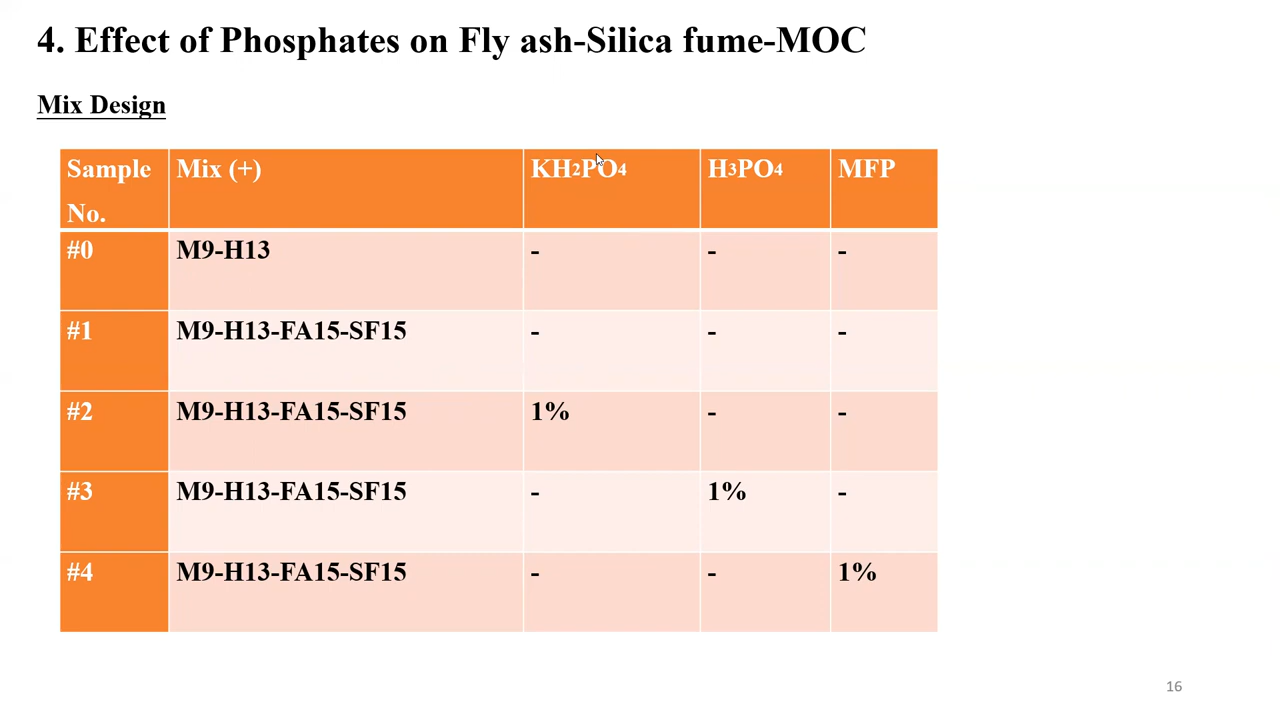 4. Effect of Phosphates on Fly ash-Silica fume-MOC
Mix Design
Sample No. Mix (+) KH2PO4 H3PO4 MFP
#0 M9-H13 - - -
#1 M9-H13-FA15-SF15 - - -
#2 M9-H13-FA15-SF15 1% - -
#3 M9-H13-FA15-SF15 - 1% -
#4 M9-H13-FA15-SF15 - - 1%
16